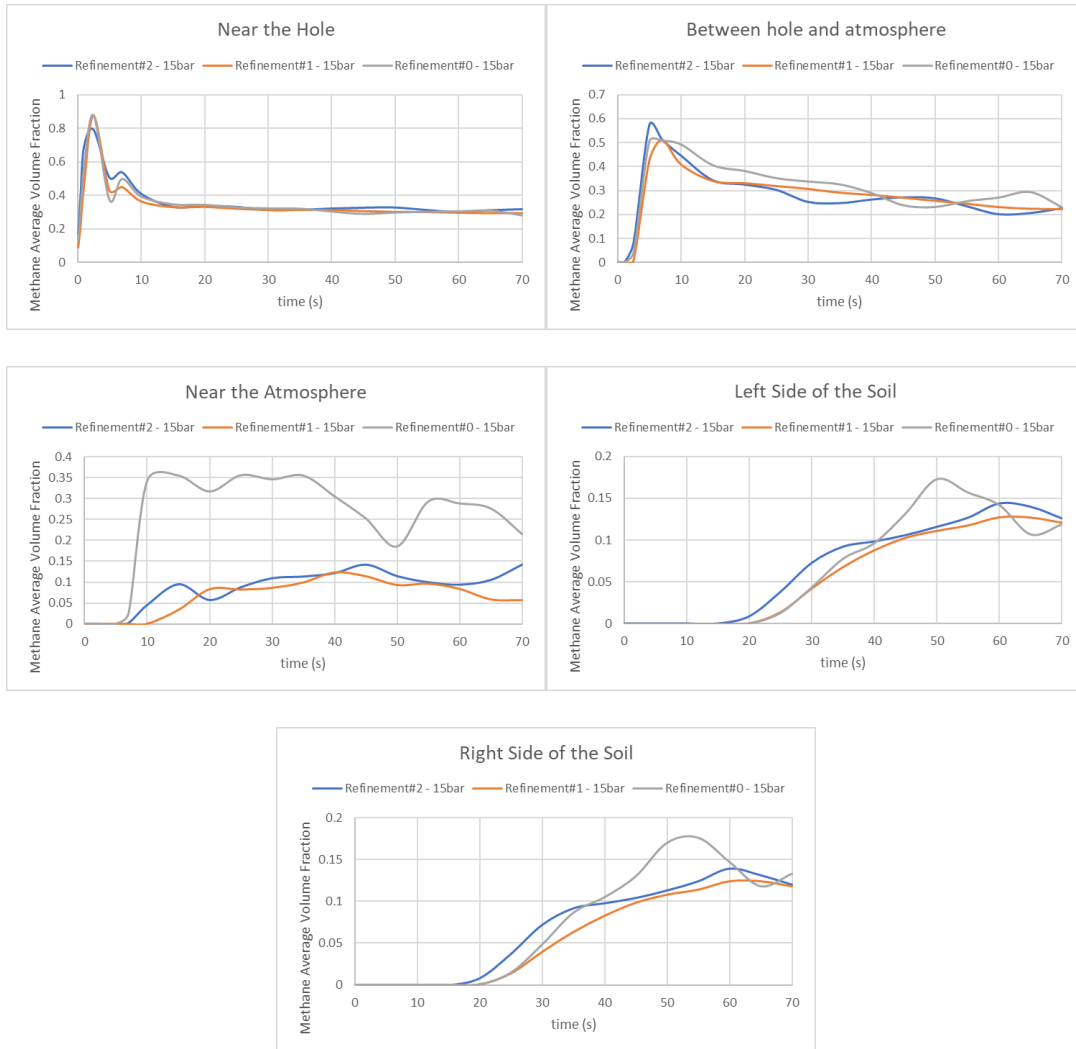 Near the Hole
Refinement#2 - 15bar Refinement#1 - 15bar Refinement#0 - 15bar
Methane Average Volume Fraction
1
0.8
0.6
0.4
0.2
0
0 10 20 30 40 50 60 70
time (s)
Between hole and atmosphere
Refinement#2 - 15bar Refinement#1 - 15bar Refinement#0 - 15bar
Methane Average Volume Fraction
0.7
0.6
0.5
0.4
0.3
0.2
0.1
0
0 10 20 30 40 50 60 70
time (s)
Near the Atmosphere
Refinement#2 - 15bar Refinement#1 - 15bar Refinement#0 - 15bar
Methane Average Volume Fraction
0.4
0.35
0.3
0.25
0.2
0.15
0.1
0.05
0
0 10 20 30 40 50 60 70
time (s)
Left Side of the Soil
Refinement#2 - 15bar Refinement#1 - 15bar Refinement#0 - 15bar
Methane Average Volume Fraction
0.2
0.15
0.1
0.05
0
0 10 20 30 40 50 60 70
time (s)
Right Side of the Soil
Refinement#2 - 15bar Refinement#1 - 15bar Refinement#0 - 15bar
Methane Average Volume Fraction
0.2
0.15
0.1
0.05
0
0 10 20 30 40 50 60 70
time (s)